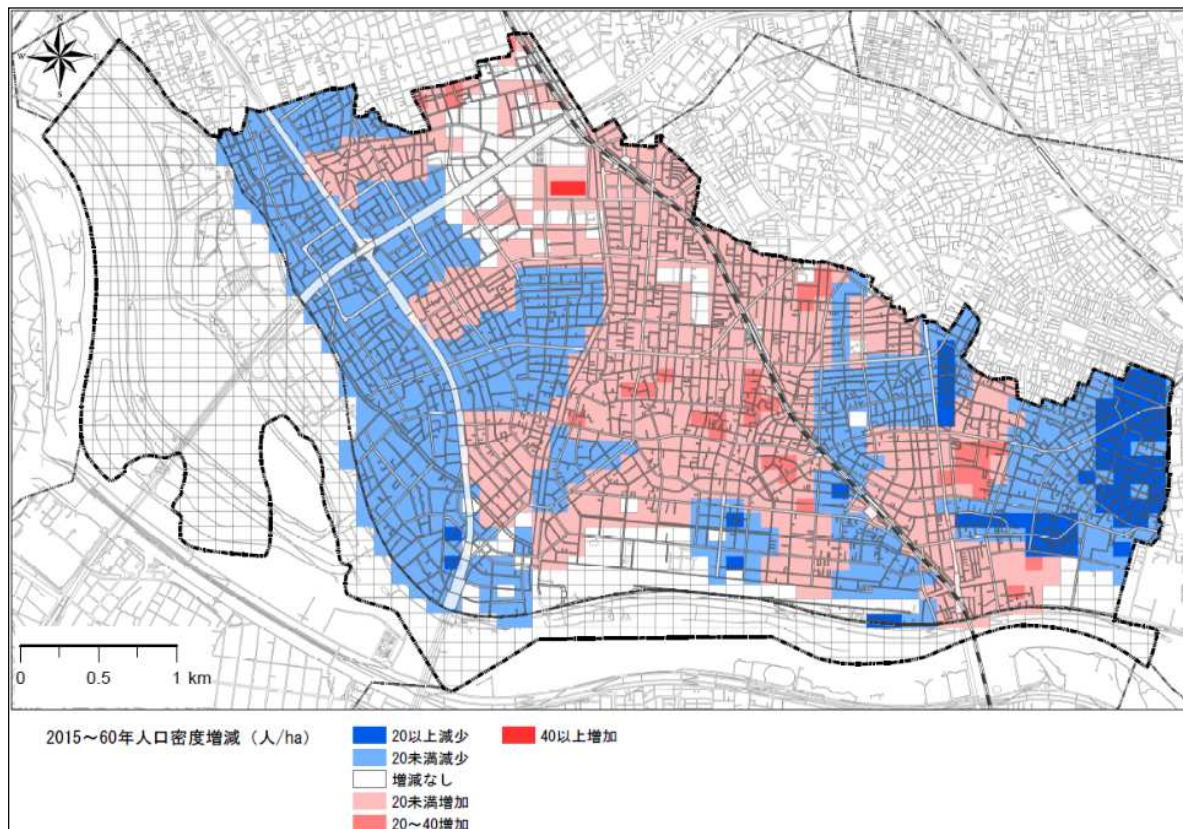 N
W
E
S
0 0.5 1 km
2015～60年人口密度増減（人/ha）
20以上減少
20未満減少
増減なし
20未満増加
20～40増加
40以上増加